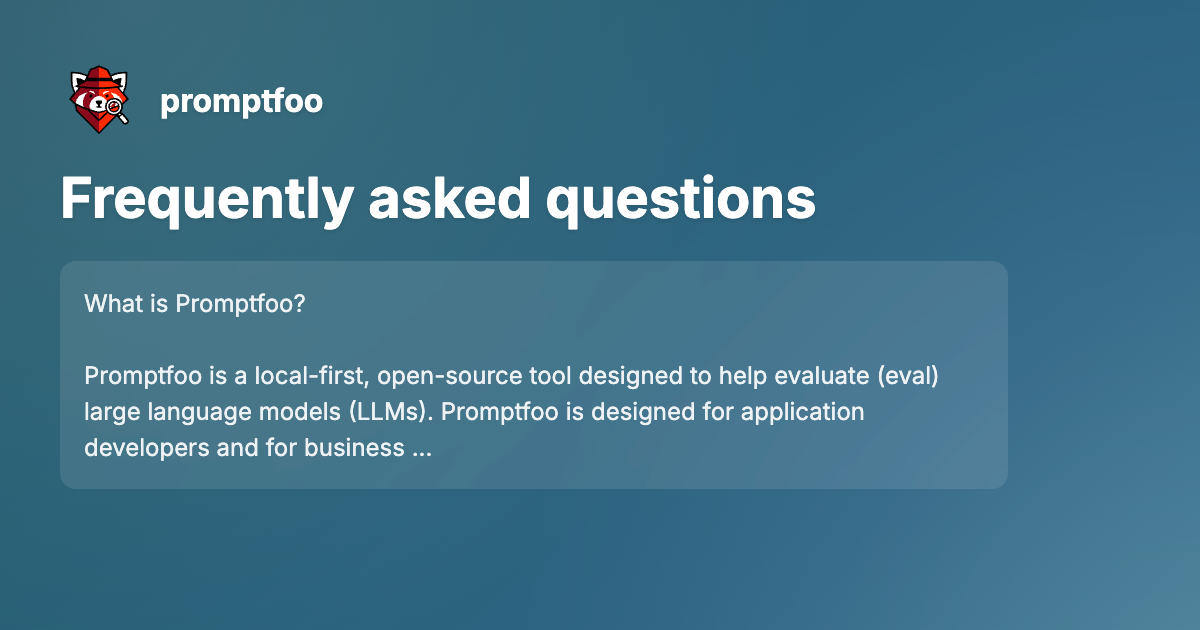 promptfoo
Frequently asked questions
What is Promptfoo?
Promptfoo is a local-first, open-source tool designed to help evaluate (eval)
large language models (LLMs). Promptfoo is designed for application
developers and for business ...